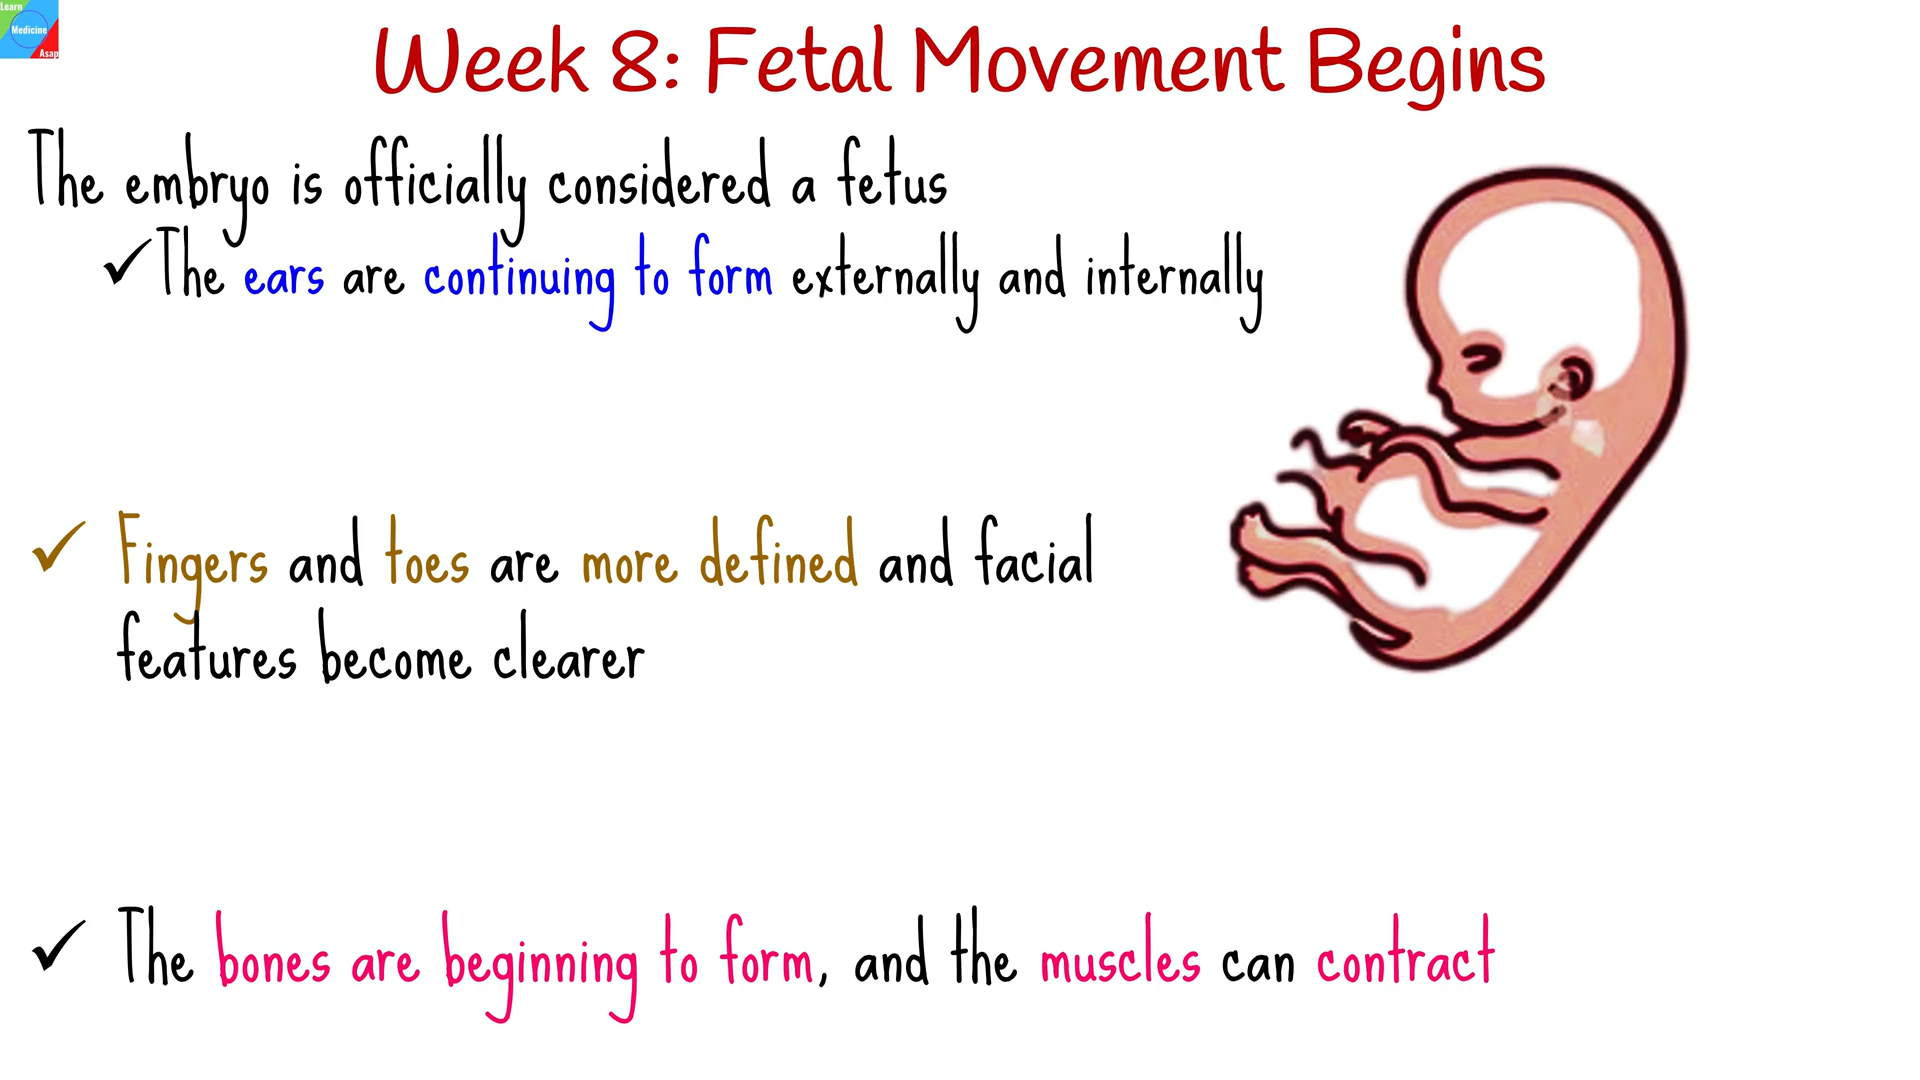 Learn
Medicine
Asap
Week 8: Fetal Movement Begins
The embryo is officially considered a fetus
✓The ears are continuing to form externally and internally
✓ Fingers and toes are more defined and facial
features become clearer
✓ The bones are beginning to form, and the muscles can contract